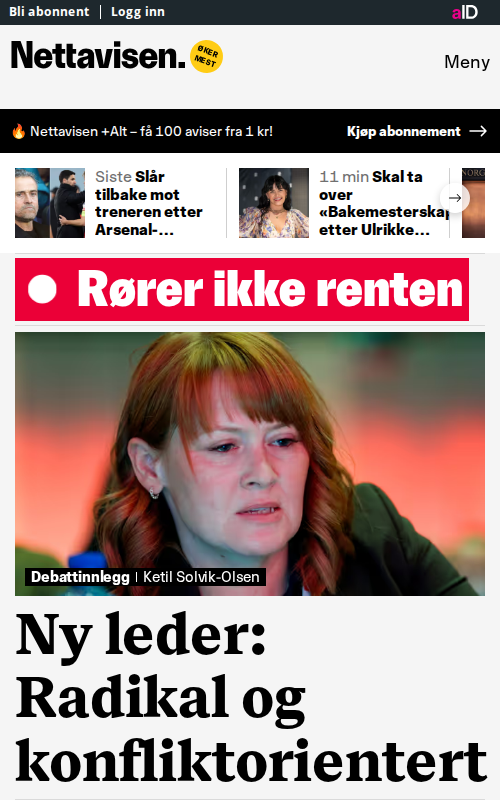 Bli abonnent | Logg inn
aID
Nettavisen.
ØKER
MEST
Meny
Nettavisen +Alt – få 100 aviser fra 1 kr!
Kjøp abonnement
Siste Slår
tilbake mot
treneren etter
Arsenal-...
11 min Skal ta
over
«Bakemesterskap
etter Ulrikke...
NORG
Rører ikke renten
Debattinnlegg | Ketil Solvik-Olsen
Ny leder:
Radikal og
konfliktorientert